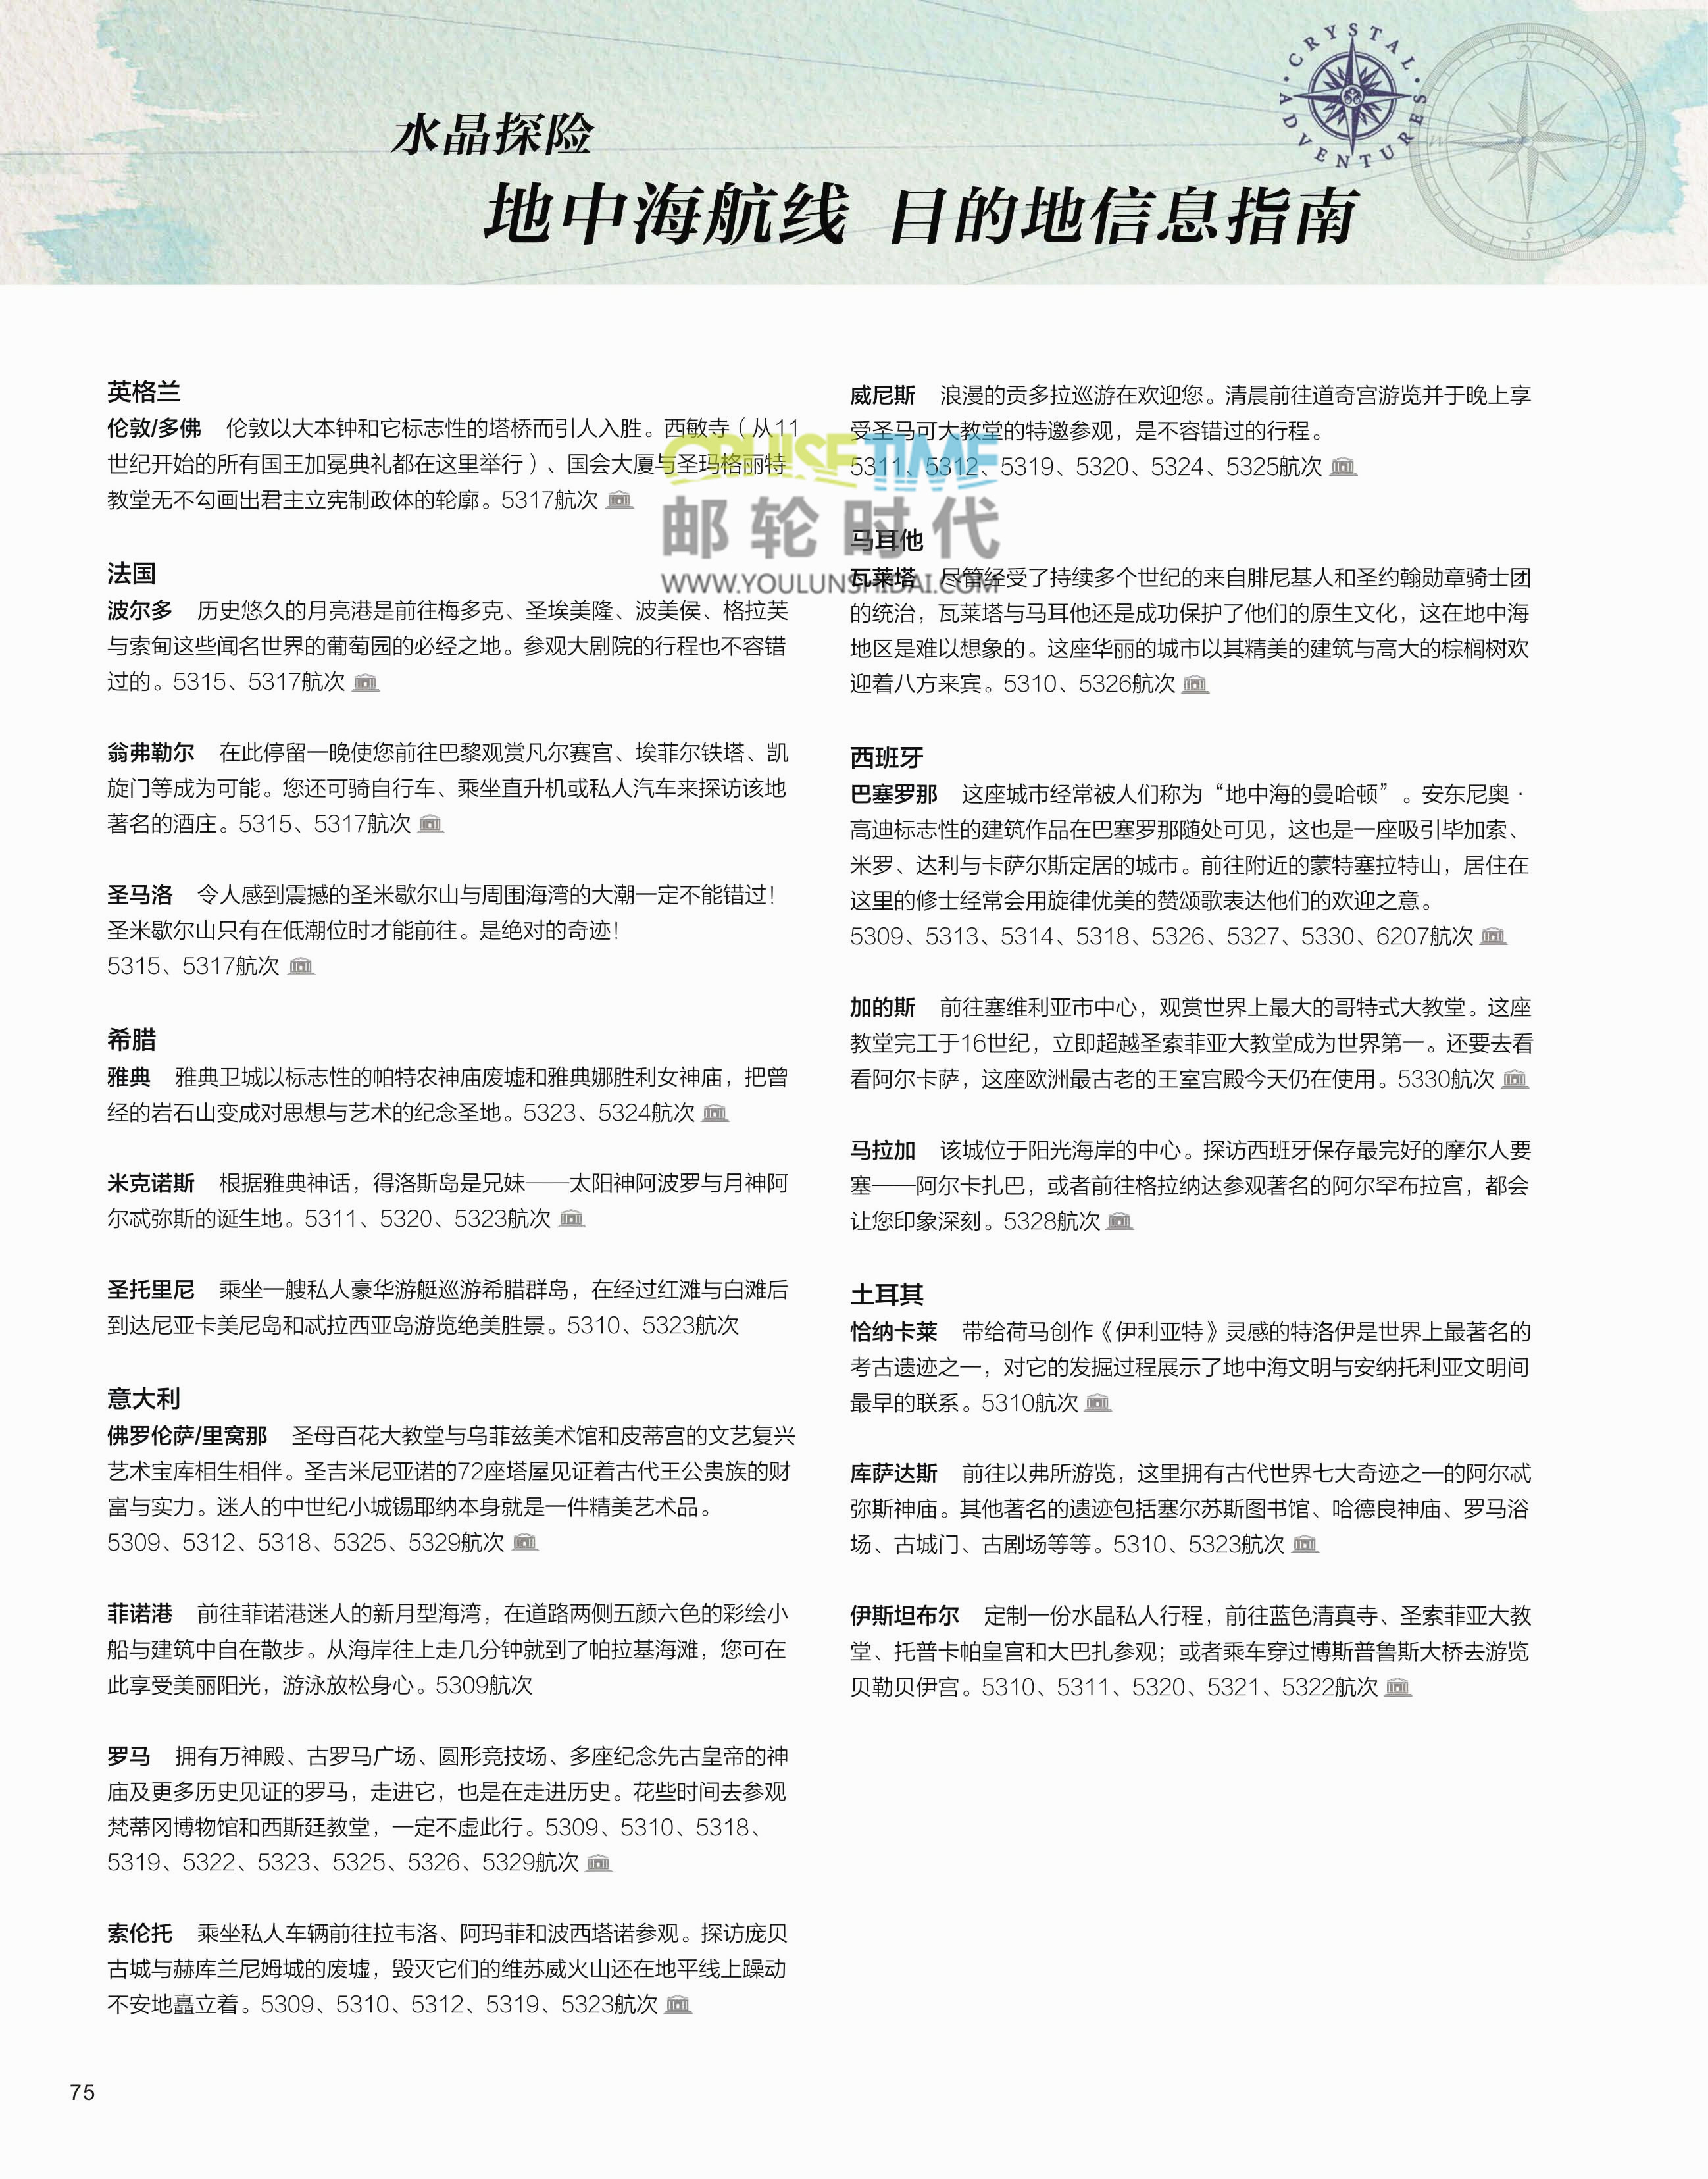 CRYSTAL · ADVENTURES ·
水晶探险
地中海航线 目的地信息指南
英格兰
伦敦/多佛 伦敦以大本钟和它标志性的塔桥而引人入胜。西敏寺（从11
世纪开始的所有国王加冕典礼都在这里举行）、国会大厦与圣玛格丽特
教堂无不勾画出君主立宪制政体的轮廓。5317航次
法国
波尔多 历史悠久的月亮港是前往梅多克、圣埃美隆、波美侯、格拉芙
与索甸这些闻名世界的葡萄园的必经之地。参观大剧院的行程也不容错
过的。5315、5317航次
翁弗勒尔 在此停留一晚使您前往巴黎观赏凡尔赛宫、埃菲尔铁塔、凯
旋门等成为可能。您还可骑自行车、乘坐直升机或私人汽车来探访该地
著名的酒庄。5315、5317航次
圣马洛 令人感到震撼的圣米歇尔山与周围海湾的大潮一定不能错过！
圣米歇尔山只有在低潮位时才能前往。是绝对的奇迹！
5315、5317航次
希腊
雅典 雅典卫城以标志性的帕特农神庙废墟和雅典娜胜利女神庙，把曾
经的岩石山变成对思想与艺术的纪念圣地。5323、5324航次
米克诺斯 根据雅典神话，得洛斯岛是兄妹——太阳神阿波罗与月神阿
尔忒弥斯的诞生地。5311、5320、5323航次
圣托里尼 乘坐一艘私人豪华游艇巡游希腊群岛，在经过红滩与白滩后
到达尼亚卡美尼岛和忒拉西亚岛游览绝美胜景。5310、5323航次
意大利
佛罗伦萨/里窝那 圣母百花大教堂与乌菲兹美术馆和皮蒂宫的文艺复兴
艺术宝库相生相伴。圣吉米尼亚诺的72座塔屋见证着古代王公贵族的财
富与实力。迷人的中世纪小城锡耶纳本身就是一件精美艺术品。
5309、5312、5318、5325、5329航次
菲诺港 前往菲诺港迷人的新月型海湾，在道路两侧五颜六色的彩绘小
船与建筑中自在散步。从海岸往上走几分钟就到了帕拉基海滩，您可在
此享受美丽阳光，游泳放松身心。5309航次
罗马 拥有万神殿、古罗马广场、圆形竞技场、多座纪念先古皇帝的神
庙及更多历史见证的罗马，走进它，也是在走进历史。花些时间去参观
梵蒂冈博物馆和西斯廷教堂，一定不虚此行。5309、5310、5318、
5319、5322、5323、5325、5326、5329航次
索伦托 乘坐私人车辆前往拉韦洛、阿玛菲和波西塔诺参观。探访庞贝
古城与赫库兰尼姆城的废墟，毁灭它们的维苏威火山还在地平线上躁动
不安地矗立着。5309、5310、5312、5319、5323航次
威尼斯 浪漫的贡多拉巡游在欢迎您。清晨前往道奇宫游览并于晚上享
受圣马可大教堂的特邀参观，是不容错过的行程。
5311、5312、5319、5320、5324、5325航次
马耳他
瓦莱塔 尽管经受了持续多个世纪的来自腓尼基人和圣约翰勋章骑士团
的统治，瓦莱塔与马耳他还是成功保护了他们的原生文化，这在地中海
地区是难以想象的。这座华丽的城市以其精美的建筑与高大的棕榈树欢
迎着八方来宾。5310、5326航次
西班牙
巴塞罗那 这座城市经常被人们称为“地中海的曼哈顿”。安东尼奥·
高迪标志性的建筑作品在巴塞罗那随处可见，这也是一座吸引毕加索、
米罗、达利与卡萨尔斯定居的城市。前往附近的蒙特塞拉特山，居住在
这里的修士经常会用旋律优美的赞颂歌表达他们的欢迎之意。
5309、5313、5314、5318、5326、5327、5330、6207航次
加的斯 前往塞维利亚市中心，观赏世界上最大的哥特式大教堂。这座
教堂完工于16世纪，立即超越圣索菲亚大教堂成为世界第一。还要去看
看阿尔卡萨，这座欧洲最古老的王室宫殿今天仍在使用。5330航次
马拉加 该城位于阳光海岸的中心。探访西班牙保存最完好的摩尔人要
塞——阿尔卡扎巴，或者前往格拉纳达参观著名的阿尔罕布拉宫，都会
让您印象深刻。5328航次
土耳其
恰纳卡莱 带给荷马创作《伊利亚特》灵感的特洛伊是世界上最著名的
考古遗迹之一，对它的发掘过程展示了地中海文明与安纳托利亚文明间
最早的联系。5310航次
库萨达斯 前往以弗所游览，这里拥有古代世界七大奇迹之一的阿尔忒
弥斯神庙。其他著名的遗迹包括塞尔苏斯图书馆、哈德良神庙、罗马浴
场、古城门、古剧场等等。5310、5323航次
伊斯坦布尔 定制一份水晶私人行程，前往蓝色清真寺、圣索菲亚大教
堂、托普卡帕皇宫和大巴扎参观；或者乘车穿过博斯普鲁斯大桥去游览
贝勒贝伊宫。5310、5311、5320、5321、5322航次
CRUISETIME
邮轮时代
WWW.YOULUNSHIDAI.COM
75